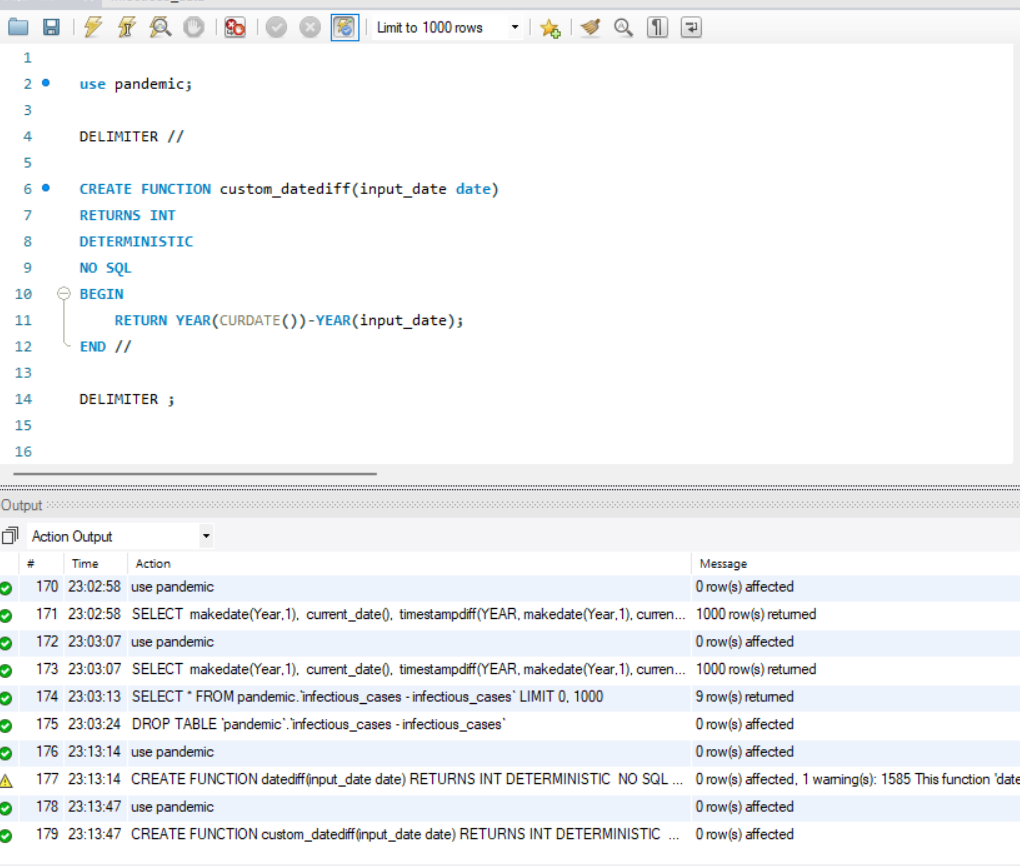 Limit to 1000 rows
1
2 use pandemic;
3
4 DELIMITER //
5
6 CREATE FUNCTION custom_datediff(input_date date)
7 RETURNS INT
8 DETERMINISTIC
9 NO SQL
10 BEGIN
11 RETURN YEAR(CURDATE())-YEAR(input_date);
12 END //
13
14 DELIMITER ;
15
16
Output
Action Output
# Time Action Message
170 23:02:58 use pandemic 0 row(s) affected
171 23:02:58 SELECT makedate(Year,1), current_date(), timestampdiff(YEAR, makedate(Year,1), curren... 1000 row(s) returned
172 23:03:07 use pandemic 0 row(s) affected
173 23:03:07 SELECT makedate(Year,1), current_date(), timestampdiff(YEAR, makedate(Year,1), curren... 1000 row(s) returned
174 23:03:13 SELECT * FROM pandemic.`infectious_cases - infectious_cases` LIMIT 0, 1000 9 row(s) returned
175 23:03:24 DROP TABLE `pandemic`.`infectious_cases - infectious_cases` 0 row(s) affected
176 23:13:14 use pandemic 0 row(s) affected
177 23:13:14 CREATE FUNCTION datediff(input_date date) RETURNS INT DETERMINISTIC NO SQL ... 0 row(s) affected, 1 warning(s): 1585 This function 'date
178 23:13:47 use pandemic 0 row(s) affected
179 23:13:47 CREATE FUNCTION custom_datediff(input_date date) RETURNS INT DETERMINISTIC ... 0 row(s) affected